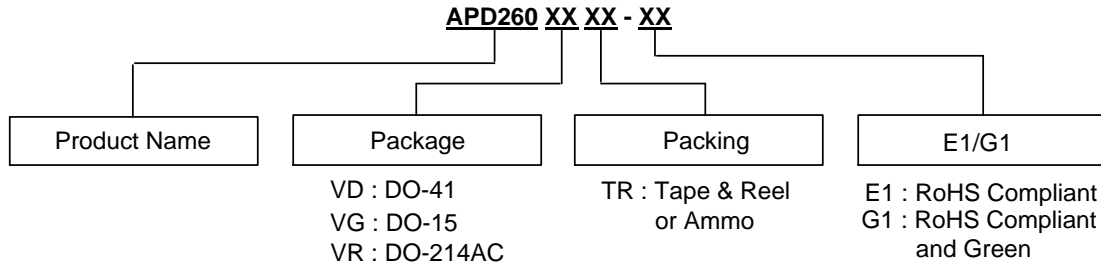 APD260 XX XX - XX
Product Name
Package
Packing
E1/G1
VD : DO-41
VG : DO-15
VR : DO-214AC
TR : Tape & Reel
or Ammo
E1 : RoHS Compliant
G1 : RoHS Compliant
and Green